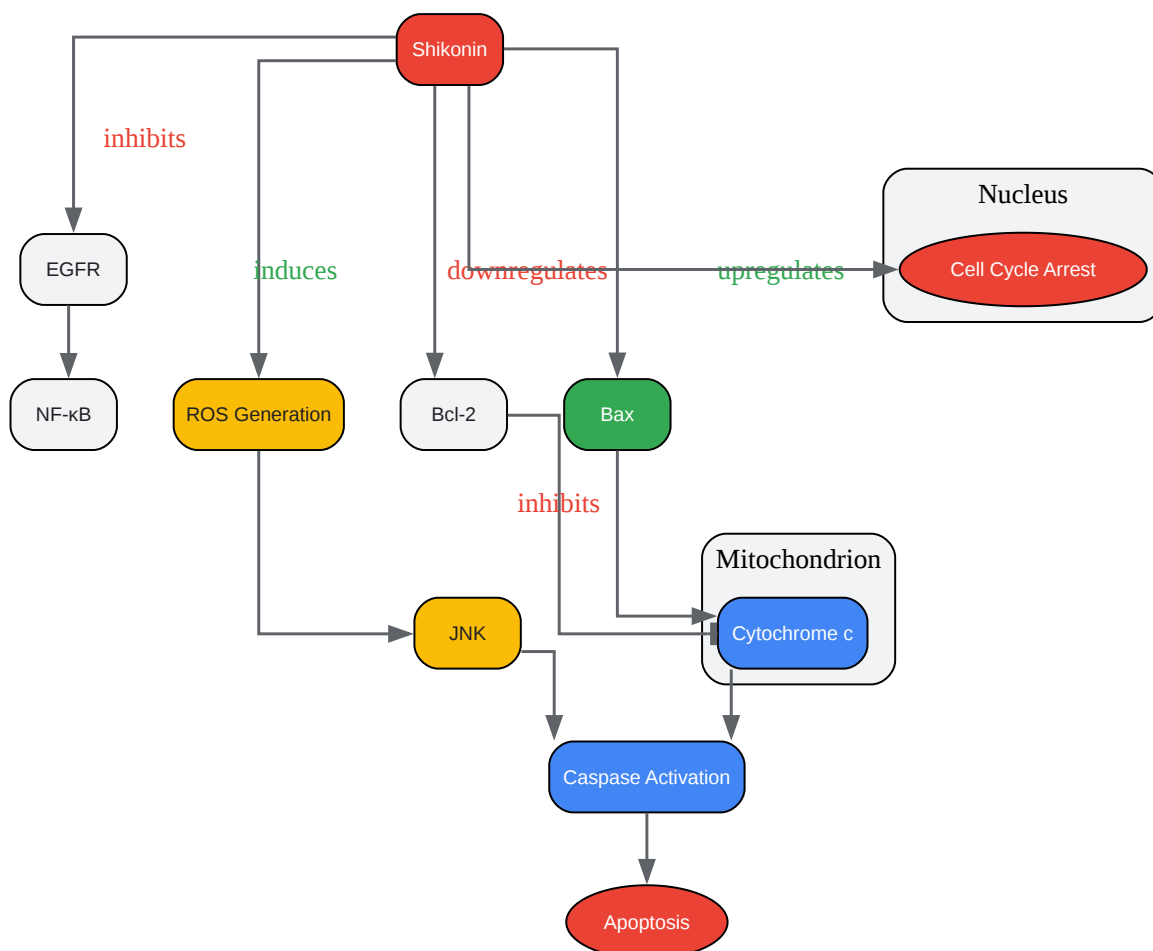 Shikonin
inhibits
Nucleus
EGFR
induces
downregulates
upregulates
Cell Cycle Arrest
NF-κB
ROS Generation
Bcl-2
Bax
inhibits
Mitochondrion
JNK
Cytochrome c
Caspase Activation
Apoptosis